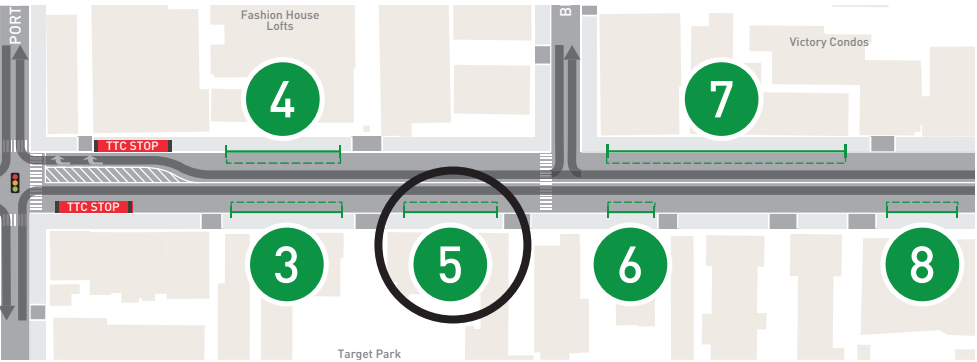 PORT
Fashion House
Lofts
B
Victory Condos
4
7
TTC STOP
TTC STOP
3
5
6
8
Target Park